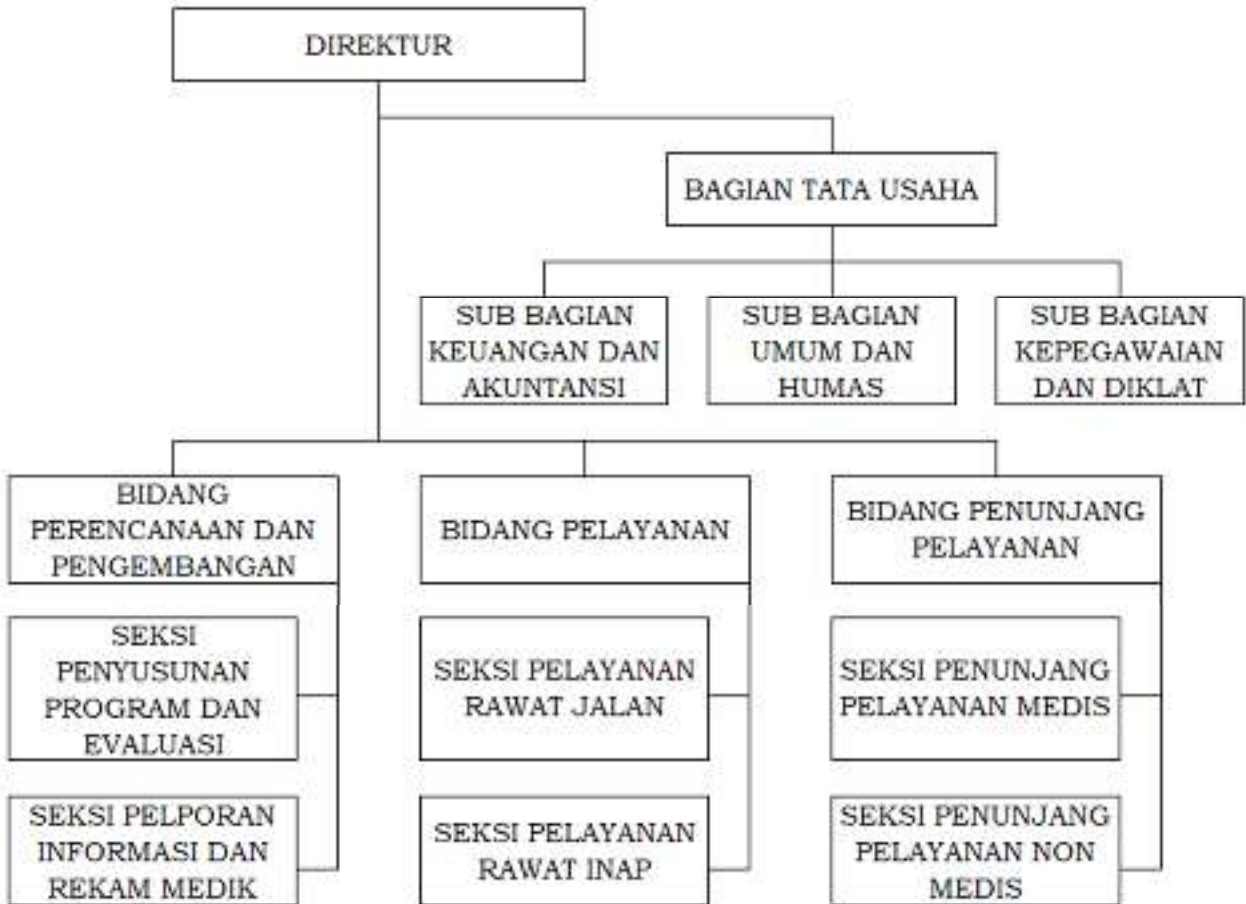 DIREKTUR
BAGIAN TATA USAHA
SUB BAGIAN
KEUANGAN DAN
AKUNTANSI
SUB BAGIAN
UMUM DAN
HUMAS
SUB BAGIAN
KEPEGAWAIAN
DAN DIKLAT
BIDANG
PERENCANAAN DAN
PENGEMBANGAN
BIDANG PELAYANAN
BIDANG PENUNJANG
PELAYANAN
SEKSI
PENYUSUNAN
PROGRAM DAN
EVALUASI
SEKSI PELAYANAN
RAWAT JALAN
SEKSI PENUNJANG
PELAYANAN MEDIS
SEKSI PELPORAN
INFORMASI DAN
REKAM MEDIK
SEKSI PELAYANAN
RAWAT INAP
SEKSI PENUNJANG
PELAYANAN NON
MEDIS